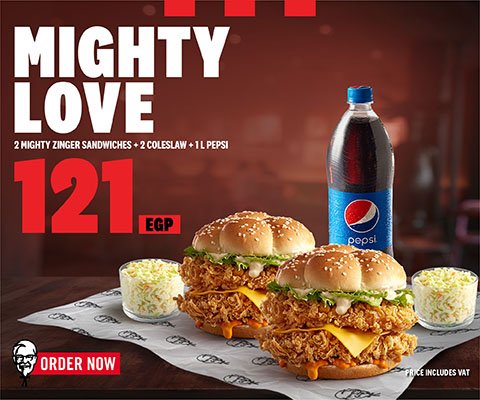 MIGHTY
LOVE
2 MIGHTY ZINGER SANDWICHES + 2 COLESLAW + 1 L PEPSI
121 EGP
pepsi
ORDER NOW
PRICE INCLUDES VAT